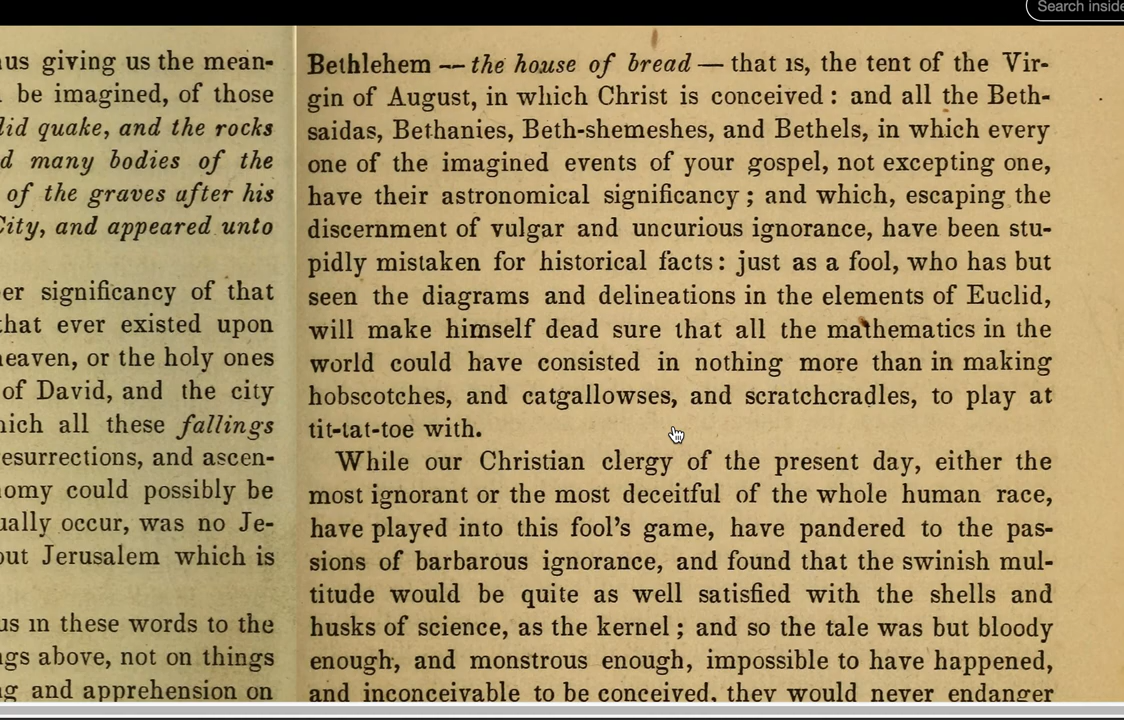 Search inside
us giving us the mean-
be imagined, of those
did quake, and the rocks
many bodies of the
of the graves after his
City, and appeared unto
er significancy of that
that ever existed upon
heaven, or the holy ones
of David, and the city
which all these fallings
resurrections, and ascen-
nomy could possibly be
ually occur, was no Je-
but Jerusalem which is
us in these words to the
ngs above, not on things
and apprehension on
Bethlehem — the house of bread — that is, the tent of the Vir-
gin of August, in which Christ is conceived : and all the Beth-
saidas, Bethanies, Beth-shemeshes, and Bethels, in which every
one of the imagined events of your gospel, not excepting one,
have their astronomical significancy ; and which, escaping the
discernment of vulgar and uncurious ignorance, have been stu-
pidly mistaken for historical facts : just as a fool, who has but
seen the diagrams and delineations in the elements of Euclid,
will make himself dead sure that all the mathematics in the
world could have consisted in nothing more than in making
hobscotches, and catgallowses, and scratchcradles, to play at
tit-tat-toe with.
While our Christian clergy of the present day, either the
most ignorant or the most deceitful of the whole human race,
have played into this fool's game, have pandered to the pas-
sions of barbarous ignorance, and found that the swinish mul-
titude would be quite as well satisfied with the shells and
husks of science, as the kernel ; and so the tale was but bloody
enough, and monstrous enough, impossible to have happened,
and inconceivable to be conceived, they would never endanger